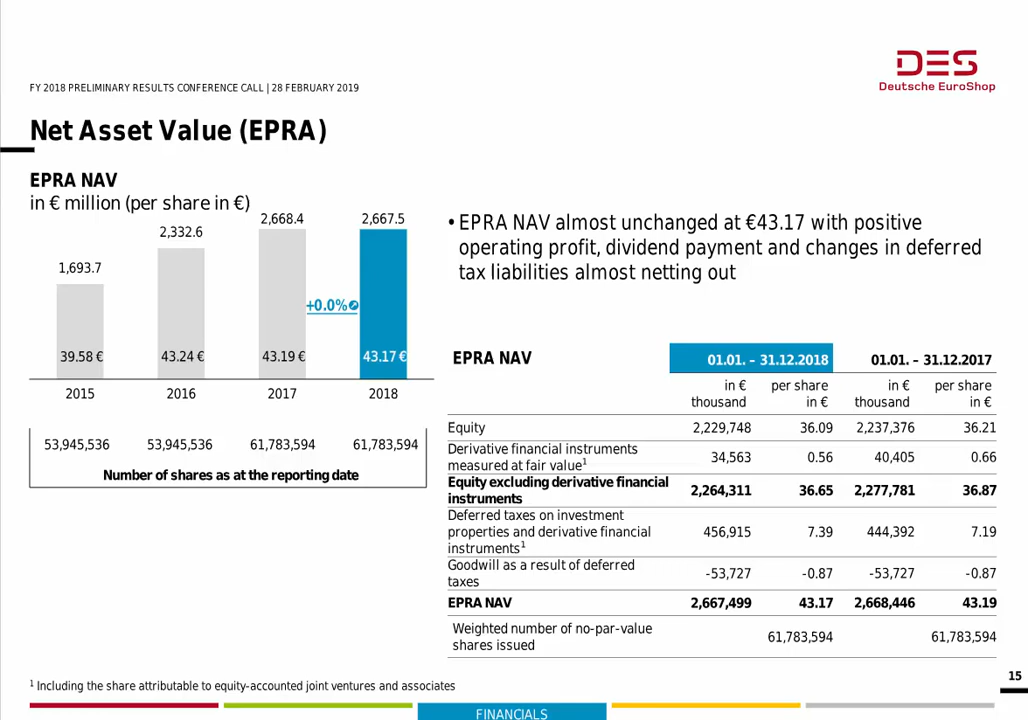 DES
Deutsche EuroShop
FY 2018 PRELIMINARY RESULTS CONFERENCE CALL | 28 FEBRUARY 2019
Net Asset Value (EPRA)
EPRA NAV
in € million (per share in €)
1,693.7
2,332.6
2,668.4
2,667.5
+0.0%
39.58 €
43.24 €
43.19 €
43.17 €
2015
2016
2017
2018
53,945,536 53,945,536 61,783,594 61,783,594
Number of shares as at the reporting date
• EPRA NAV almost unchanged at €43.17 with positive
operating profit, dividend payment and changes in deferred
tax liabilities almost netting out
EPRA NAV 01.01. – 31.12.2018 01.01. – 31.12.2017
in € per share in € per share
thousand in € thousand in €
Equity 2,229,748 36.09 2,237,376 36.21
Derivative financial instruments
measured at fair value¹ 34,563 0.56 40,405 0.66
Equity excluding derivative financial
instruments 2,264,311 36.65 2,277,781 36.87
Deferred taxes on investment
properties and derivative financial 456,915 7.39 444,392 7.19
instruments¹
Goodwill as a result of deferred
taxes -53,727 -0.87 -53,727 -0.87
EPRA NAV 2,667,499 43.17 2,668,446 43.19
Weighted number of no-par-value
shares issued 61,783,594 61,783,594
¹ Including the share attributable to equity-accounted joint ventures and associates
15
FINANCIALS